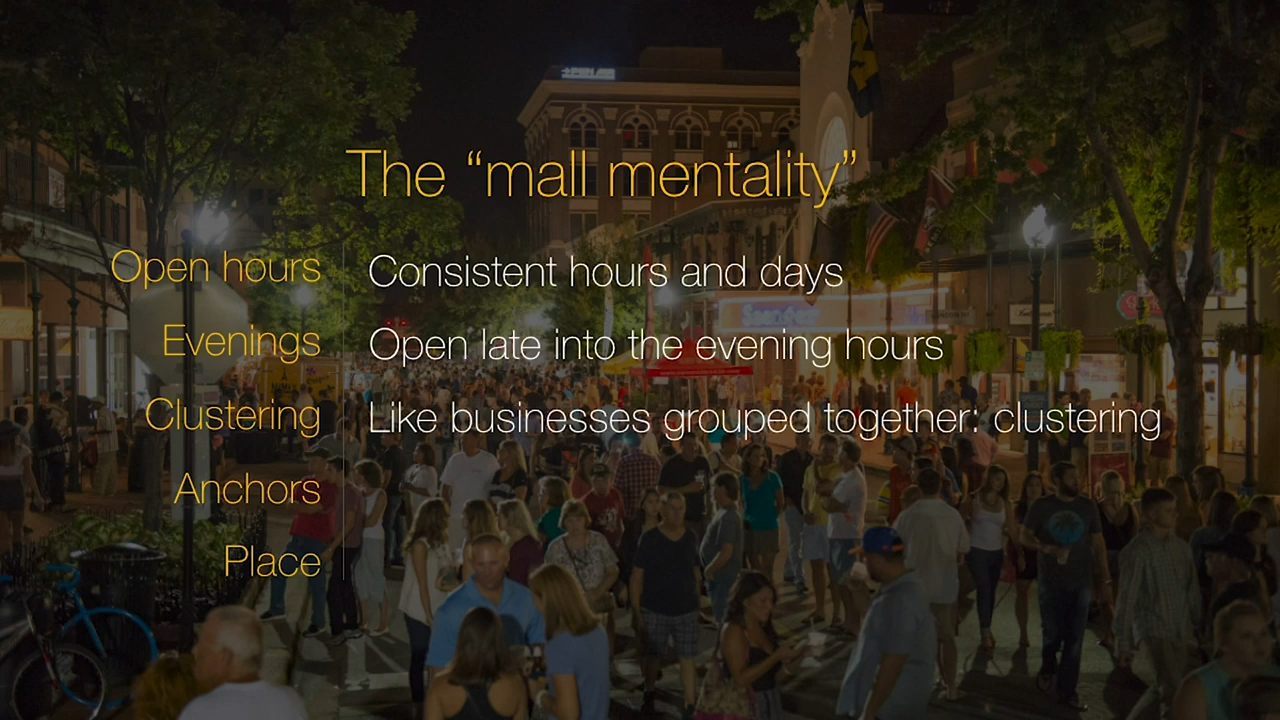 The “mall mentality”
Open hours
Consistent hours and days
Evenings
Open late into the evening hours
Clustering
Like businesses grouped together: clustering
Anchors
Place